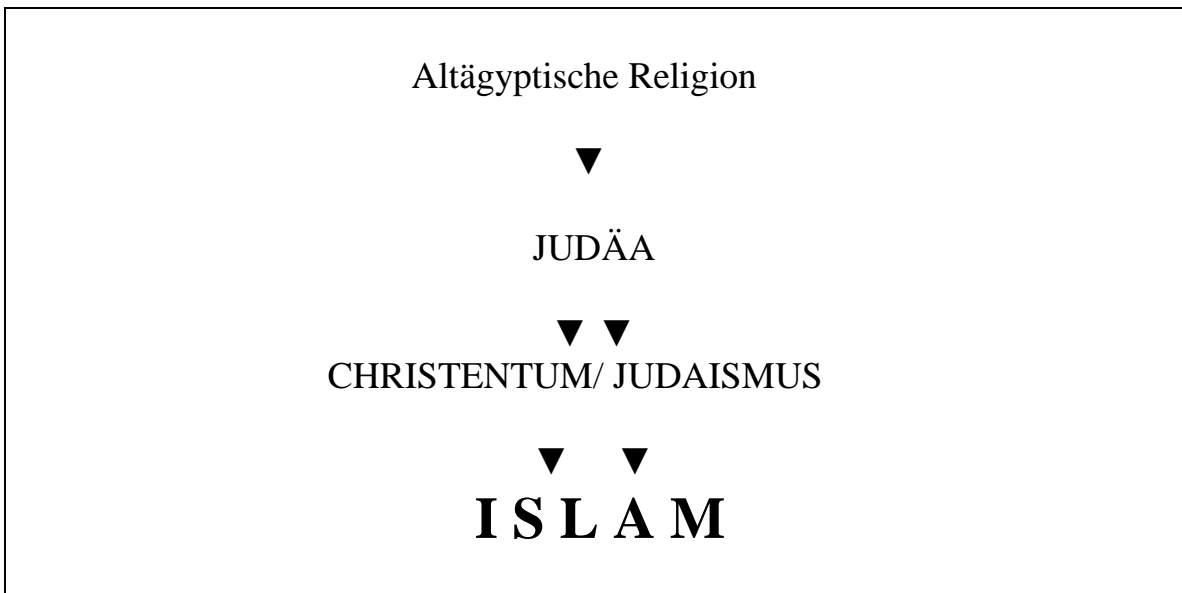 Altägyptische Religion
▼
JUDÄA
▼ ▼
CHRISTENTUM/ JUDAISMUS
▼ ▼
I S L A M